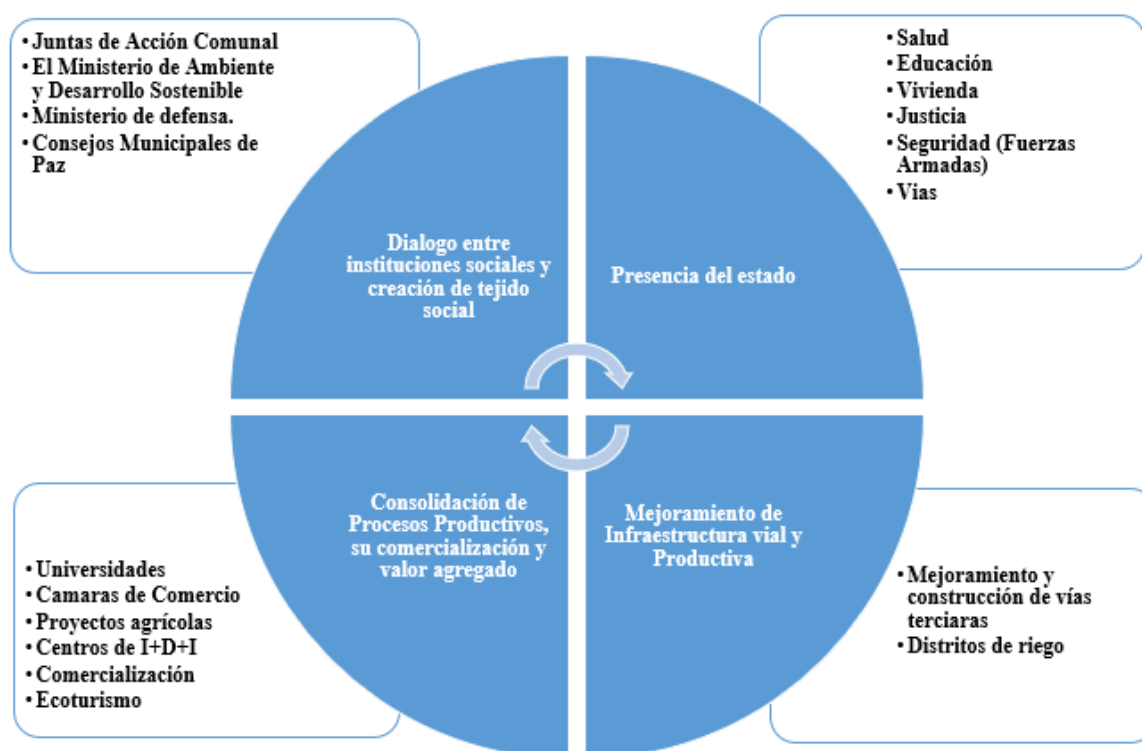 • Juntas de Acción Comunal
• El Ministerio de Ambiente
y Desarrollo Sostenible
• Ministerio de defensa.
• Consejos Municipales de
Paz
• Salud
• Educación
• Vivienda
• Justicia
• Seguridad (Fuerzas
Armadas)
• Vias
Dialogo entre
instituciones sociales y
creación de tejido
social
Presencia del estado
Consolidación de
Procesos Productivos,
su comercialización y
valor agregado
Mejoramiento de
Infraestructura vial y
Productiva
• Universidades
• Camaras de Comercio
• Proyectos agrícolas
• Centros de I+D+I
• Comercialización
• Ecoturismo
• Mejoramiento y
construcción de vías
terciaras
• Distritos de riego